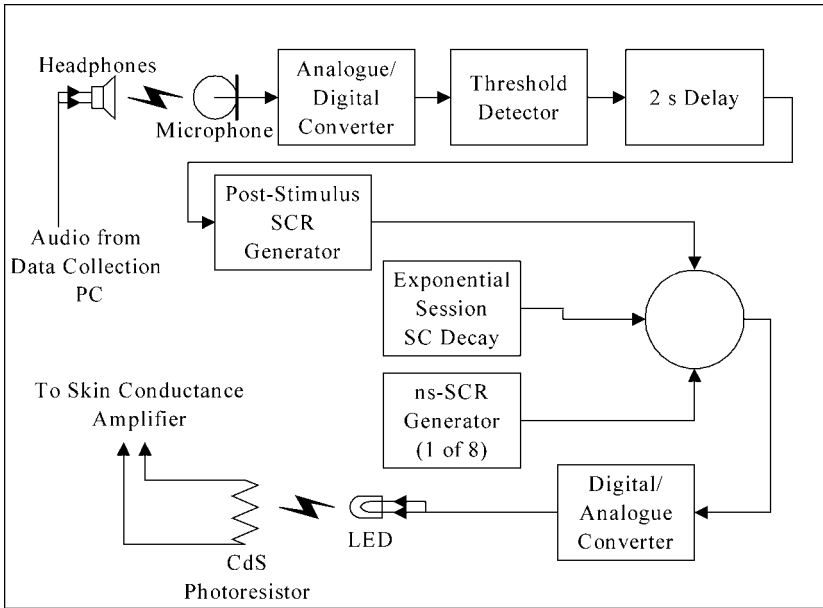 Headphones
Microphone
Analogue/
Digital
Converter
Threshold
Detector
2 s Delay
Audio from
Data Collection
PC
Post-Stimulus
SCR
Generator
Exponential
Session
SC Decay
ns-SCR
Generator
(1 of 8)
To Skin Conductance
Amplifier
CdS
Photoresistor
LED
Digital/
Analogue
Converter